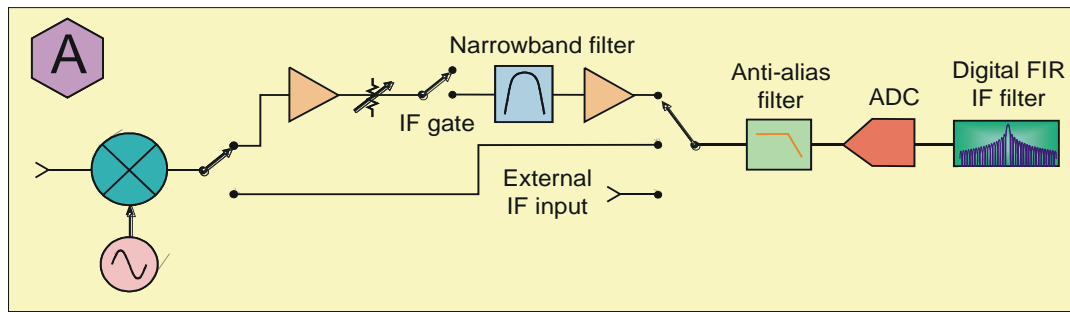 A
Narrowband filter
IF gate
External
IF input
Anti-alias
filter
ADC
Digital FIR
IF filter